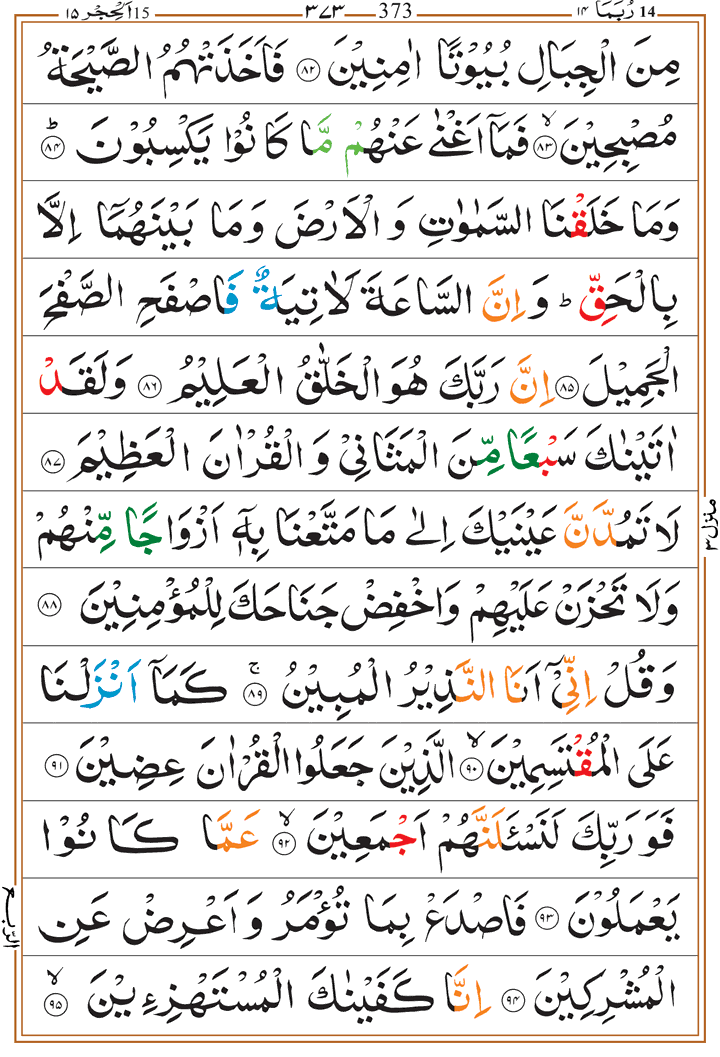 14 رُبَمَا ١٤ 373 ٣٧٣ 15 اَلْحِجْر ١٥
مِنَ الْجِبَالِ بُيُوْتًا اٰمِنِيْنَ ﴿٨٢﴾ فَاَخَذَتْهُمُ الصَّيْحَةُ
مُصْبِحِيْنَ ﴿٨٣﴾ۙ فَمَاۤ اَغْنٰى عَنْهُمْ مَّا كَانُوْا يَكْسِبُوْنَ ﴿٨٤﴾ؕ
وَمَا خَلَقْنَا السَّمٰوٰتِ وَ الْاَرْضَ وَمَا بَيْنَهُمَاۤ اِلَّا
بِالْحَقِّ ؕ وَ اِنَّ السَّاعَةَ لَاٰتِيَةٌ فَاصْفَحِ الصَّفْحَ
الْجَمِيْلَ ﴿٨٥﴾ اِنَّ رَبَّكَ هُوَ الْخَلّٰقُ الْعَلِيْمُ ﴿٨٦﴾ وَلَقَدْ
اٰتَيْنٰكَ سَبْعًا مِّنَ الْمَثَانِيْ وَ الْقُرْاٰنَ الْعَظِيْمَ ﴿٨٧﴾
لَا تَمُدَّنَّ عَيْنَيْكَ اِلٰى مَا مَتَّعْنَا بِهٖۤ اَزْوَاجًا مِّنْهُمْ
وَلَا تَحْزَنْ عَلَيْهِمْ وَاخْفِضْ جَنَاحَكَ لِلْمُؤْمِنِيْنَ ﴿٨٨﴾
وَقُلْ اِنِّيْۤ اَنَا النَّذِيْرُ الْمُبِيْنُ ﴿٨٩﴾ۚ كَمَاۤ اَنْزَلْنَا
عَلَى الْمُقْتَسِمِيْنَ ﴿٩٠﴾ۙ الَّذِيْنَ جَعَلُوا الْقُرْاٰنَ عِضِيْنَ ﴿٩١﴾
فَوَرَبِّكَ لَنَسْـَٔلَنَّهُمْ اَجْمَعِيْنَ ﴿٩٢﴾ۙ عَمَّا كَانُوْا
يَعْمَلُوْنَ ﴿٩٣﴾ فَاصْدَعْ بِمَا تُؤْمَرُ وَاَعْرِضْ عَنِ
الْمُشْرِكِيْنَ ﴿٩٤﴾ اِنَّا كَفَيْنٰكَ الْمُسْتَهْزِءِيْنَ ﴿٩٥﴾ۙ
منزل ٣
الربع